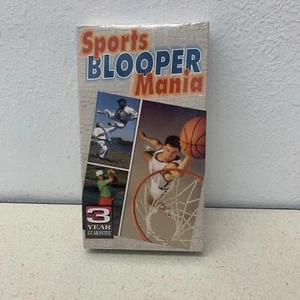 Sports
BLOOPER
Mania
3
YEAR
GUARANTEE